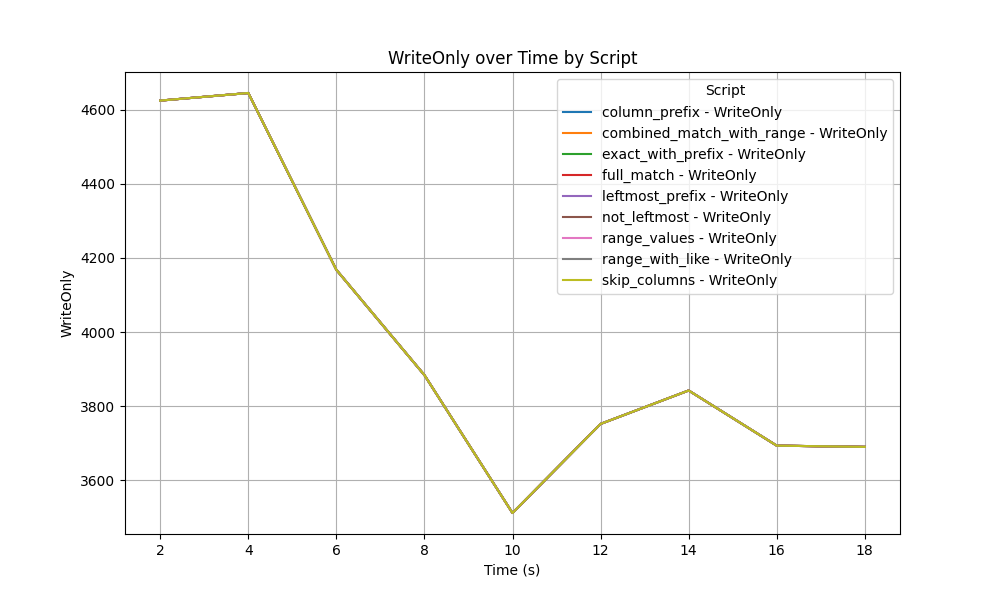 WriteOnly over Time by Script
Script
column_prefix - WriteOnly
combined_match_with_range - WriteOnly
exact_with_prefix - WriteOnly
full_match - WriteOnly
leftmost_prefix - WriteOnly
not_leftmost - WriteOnly
range_values - WriteOnly
range_with_like - WriteOnly
skip_columns - WriteOnly
WriteOnly
4600
4400
4200
4000
3800
3600
2 4 6 8 10 12 14 16 18
Time (s)